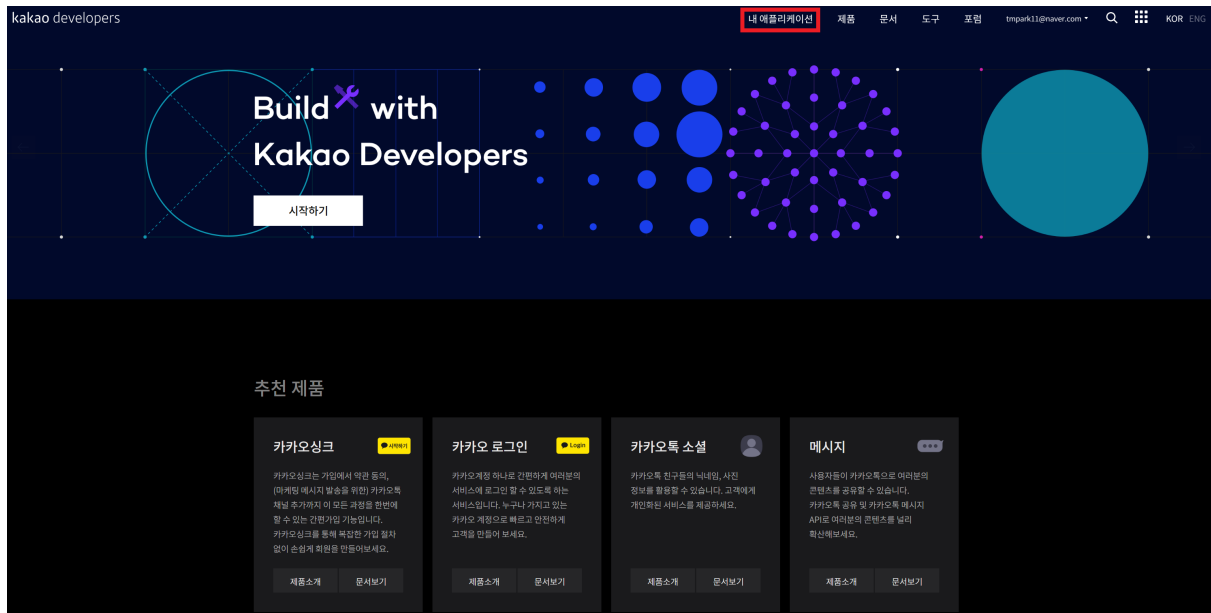 kakao developers
내 애플리케이션 제품 문서 도구 포럼 tmpark11@naver.com KOR ENG
Build with
Kakao Developers
시작하기
추천 제품
카카오싱크
시작하기
카카오싱크는 가입에서 약관 동의,
(마케팅 메시지 발송을 위한) 카카오톡
채널 추가까지 이 모든 과정을 한번에
할 수 있는 간편가입 기능입니다.
카카오싱크를 통해 복잡한 가입 절차
없이 손쉽게 회원을 만들어보세요.
제품소개 문서보기
카카오 로그인
Login
카카오계정 하나로 간편하게 여러분의
서비스에 로그인 할 수 있도록 하는
서비스입니다. 누구나 가지고 있는
카카오 계정으로 빠르고 안전하게
고객을 만들어 보세요.
제품소개 문서보기
카카오톡 소셜
카카오톡 친구들의 닉네임, 사진
정보를 활용할 수 있습니다. 고객에게
개인화된 서비스를 제공하세요.
제품소개 문서보기
메시지
사용자들이 카카오톡으로 여러분의
콘텐츠를 공유할 수 있습니다.
카카오톡 공유 및 카카오톡 메시지
API로 여러분의 콘텐츠를 널리
확산해보세요.
제품소개 문서보기